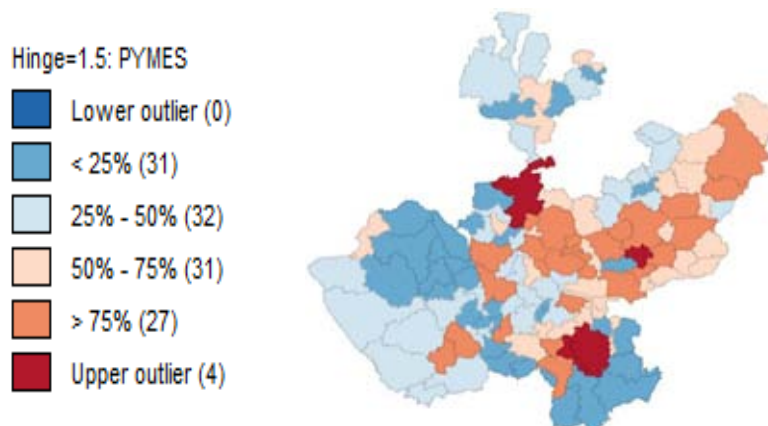 Hinge=1.5: PYMES
Lower outlier (0)
< 25% (31)
25% - 50% (32)
50% - 75% (31)
> 75% (27)
Upper outlier (4)